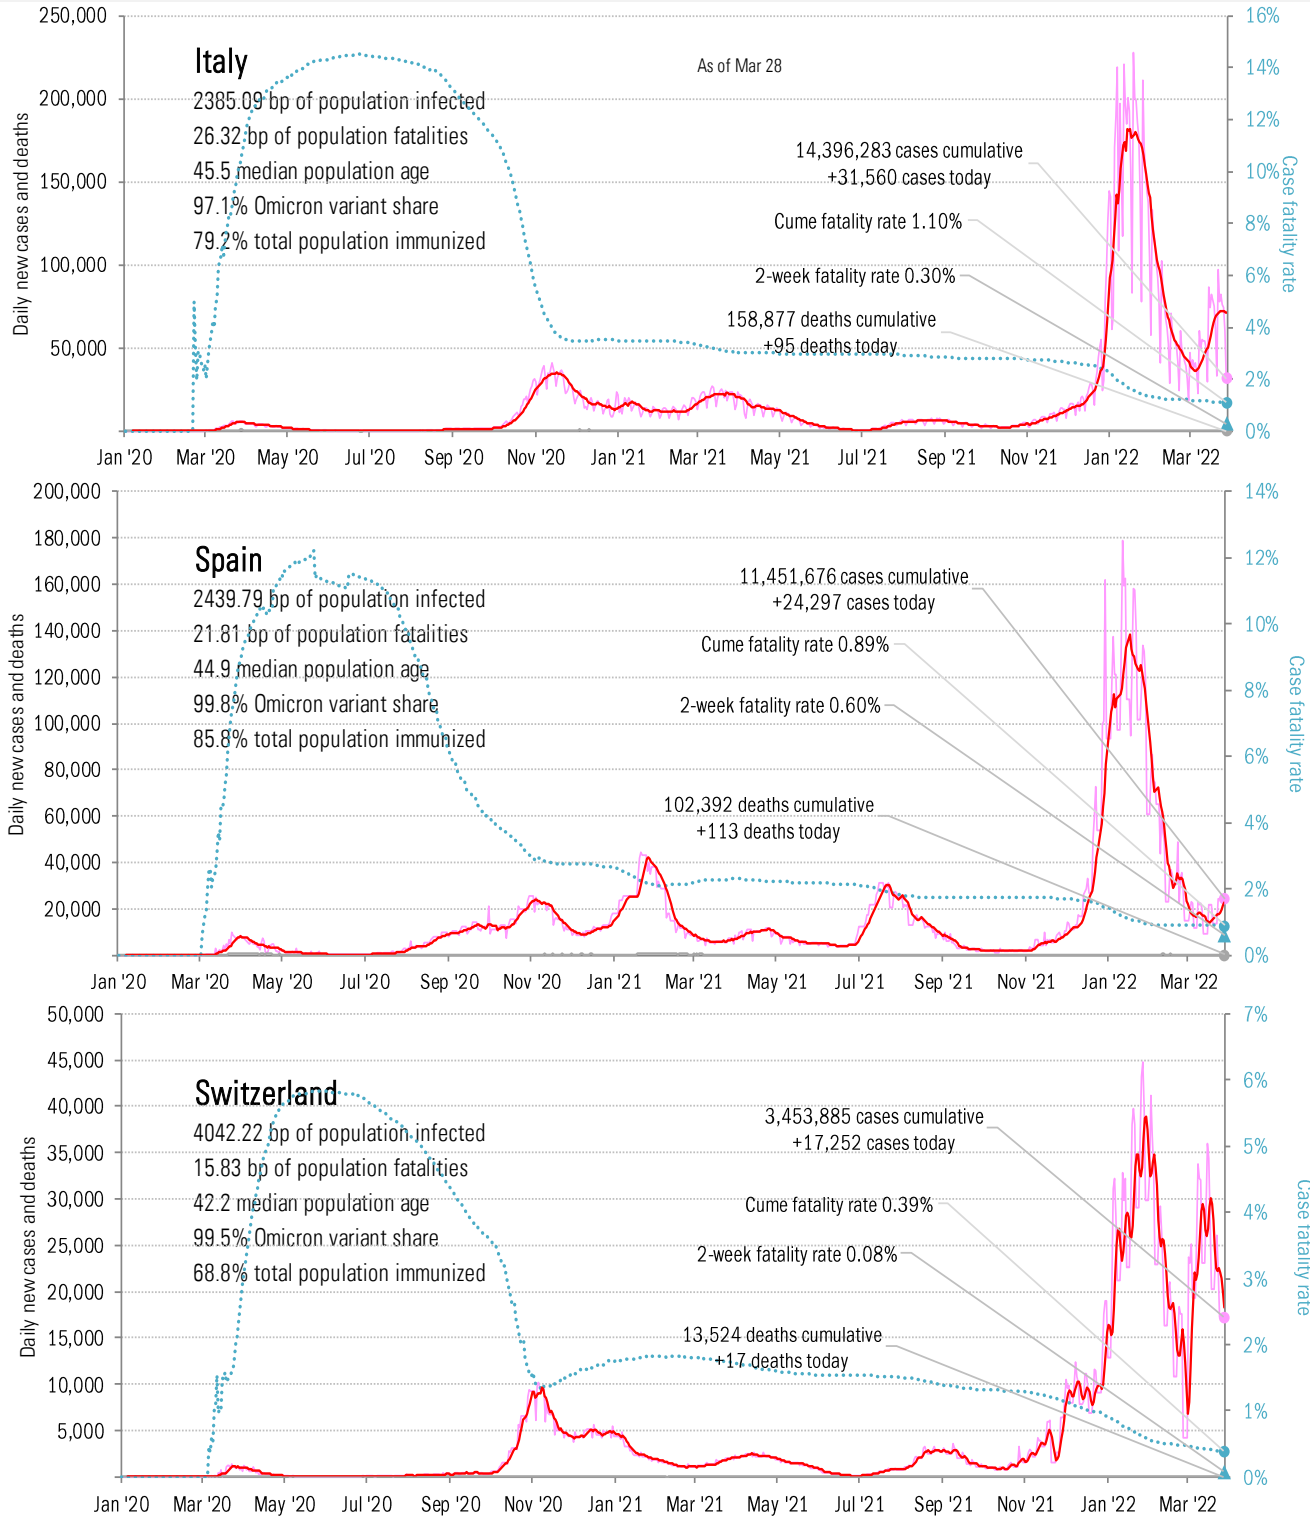 250,000
200,000
150,000
100,000
50,000
Daily new cases and deaths
16%
14%
12%
10%
8%
6%
4%
2%
0%
Case fatality rate
Italy
As of Mar 28
2385.09 bp of population infected
26.32 bp of population fatalities
45.5 median population age
97.1% Omicron variant share
79.2% total population immunized
14,396,283 cases cumulative
+31,560 cases today
Cume fatality rate 1.10%
2-week fatality rate 0.30%
158,877 deaths cumulative
+95 deaths today
Jan '20 Mar '20 May '20 Jul '20 Sep '20 Nov '20 Jan '21 Mar '21 May '21 Jul '21 Sep '21 Nov '21 Jan '22 Mar '22
200,000
180,000
160,000
140,000
120,000
100,000
80,000
60,000
40,000
20,000
Daily new cases and deaths
14%
12%
10%
8%
6%
4%
2%
0%
Case fatality rate
Spain
2439.79 bp of population infected
21.81 bp of population fatalities
44.9 median population age
99.8% Omicron variant share
85.8% total population immunized
11,451,676 cases cumulative
+24,297 cases today
Cume fatality rate 0.89%
2-week fatality rate 0.60%
102,392 deaths cumulative
+113 deaths today
Jan '20 Mar '20 May '20 Jul '20 Sep '20 Nov '20 Jan '21 Mar '21 May '21 Jul '21 Sep '21 Nov '21 Jan '22 Mar '22
50,000
45,000
40,000
35,000
30,000
25,000
20,000
15,000
10,000
5,000
Daily new cases and deaths
7%
6%
5%
4%
3%
2%
1%
0%
Case fatality rate
Switzerland
4042.22 bp of population infected
15.83 bp of population fatalities
42.2 median population age
99.5% Omicron variant share
68.8% total population immunized
3,453,885 cases cumulative
+17,252 cases today
Cume fatality rate 0.39%
2-week fatality rate 0.08%
13,524 deaths cumulative
+17 deaths today
Jan '20 Mar '20 May '20 Jul '20 Sep '20 Nov '20 Jan '21 Mar '21 May '21 Jul '21 Sep '21 Nov '21 Jan '22 Mar '22